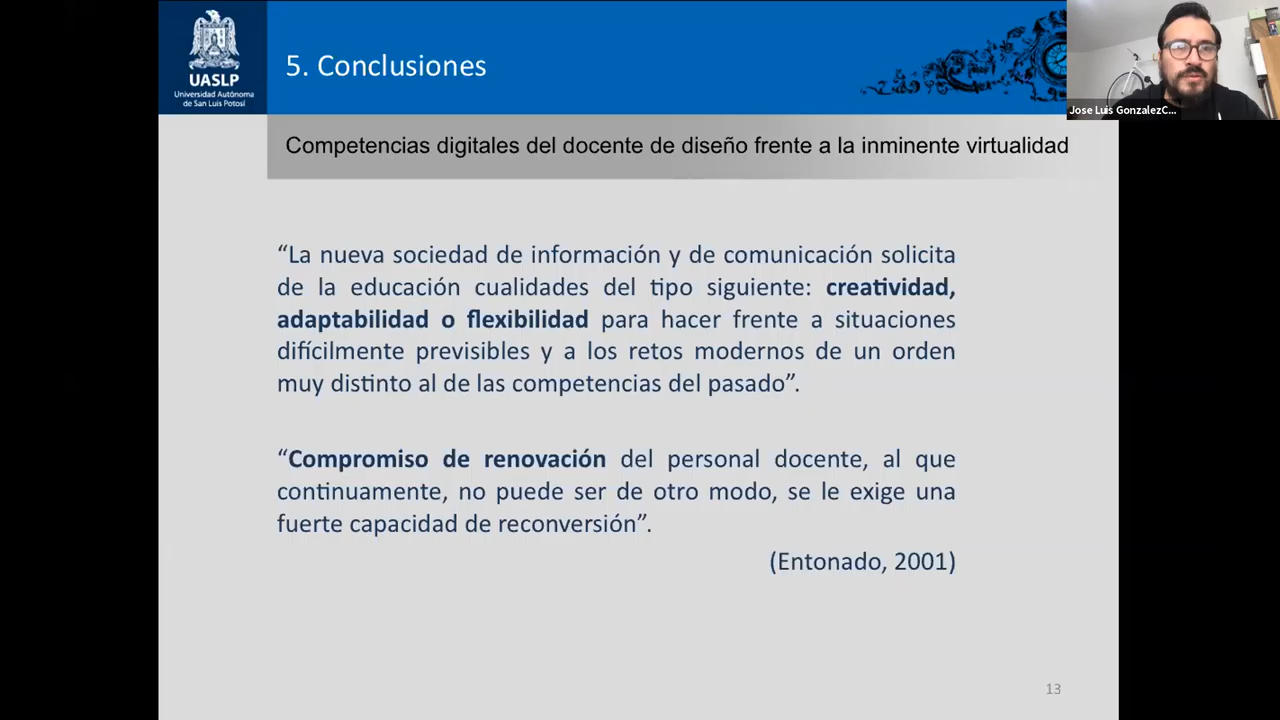 UASLP
Universidad Autónoma
de San Luis Potosí
5. Conclusiones
Jose Luis GonzalezC...
Competencias digitales del docente de diseño frente a la inminente virtualidad
“La nueva sociedad de información y de comunicación solicita
de la educación cualidades del tipo siguiente: creatividad,
adaptabilidad o flexibilidad para hacer frente a situaciones
difícilmente previsibles y a los retos modernos de un orden
muy distinto al de las competencias del pasado”.
“Compromiso de renovación del personal docente, al que
continuamente, no puede ser de otro modo, se le exige una
fuerte capacidad de reconversión”.
(Entonado, 2001)
13